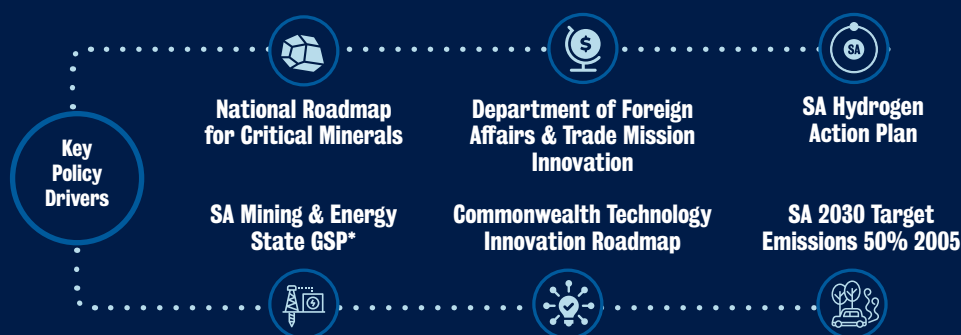 $
SA
National Roadmap
for Critical Minerals
Department of Foreign
Affairs & Trade Mission
Innovation
SA Hydrogen
Action Plan
Key
Policy
Drivers
SA Mining & Energy
State GSP*
Commonwealth Technology
Innovation Roadmap
SA 2030 Target
Emissions 50% 2005